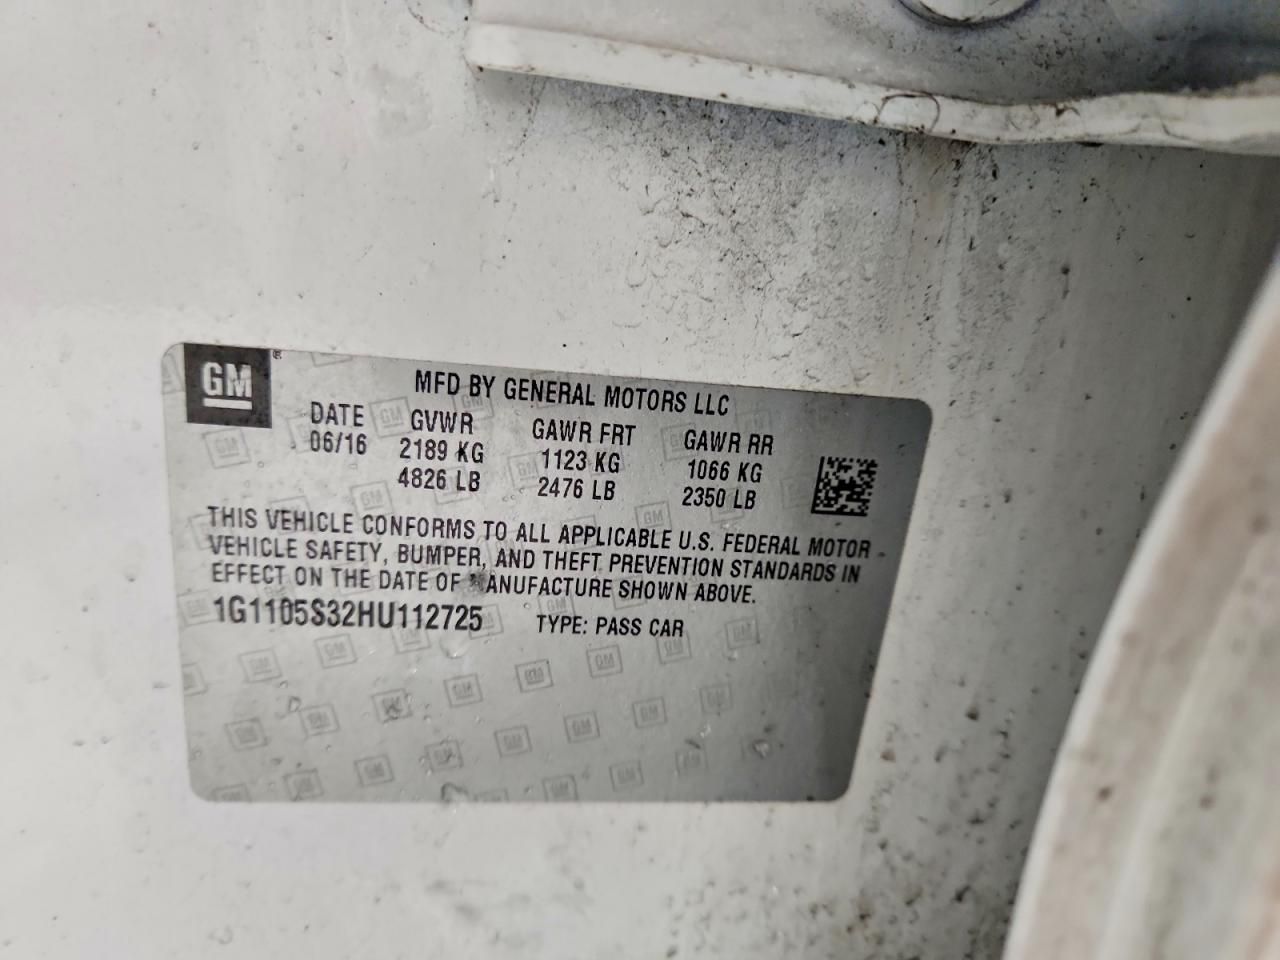 GM
MFD BY GENERAL MOTORS LLC
DATE GVWR GAWR FRT GAWR RR
06/16 2189 KG 1123 KG 1066 KG
4826 LB 2476 LB 2350 LB
THIS VEHICLE CONFORMS TO ALL APPLICABLE U.S. FEDERAL MOTOR
VEHICLE SAFETY, BUMPER, AND THEFT PREVENTION STANDARDS IN
EFFECT ON THE DATE OF MANUFACTURE SHOWN ABOVE.
1G1105S32HU112725 TYPE: PASS CAR